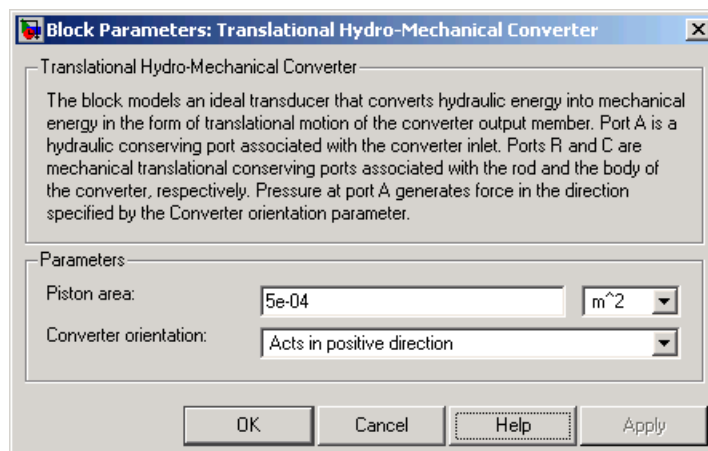 Block Parameters: Translational Hydro-Mechanical Converter
Translational Hydro-Mechanical Converter
The block models an ideal transducer that converts hydraulic energy into mechanical
energy in the form of translational motion of the converter output member. Port A is a
hydraulic conserving port associated with the converter inlet. Ports R and C are
mechanical translational conserving ports associated with the rod and the body of
the converter, respectively. Pressure at port A generates force in the direction
specified by the Converter orientation parameter.
Parameters
Piston area: 5e-04 m^2
Converter orientation: Acts in positive direction
OK Cancel Help Apply